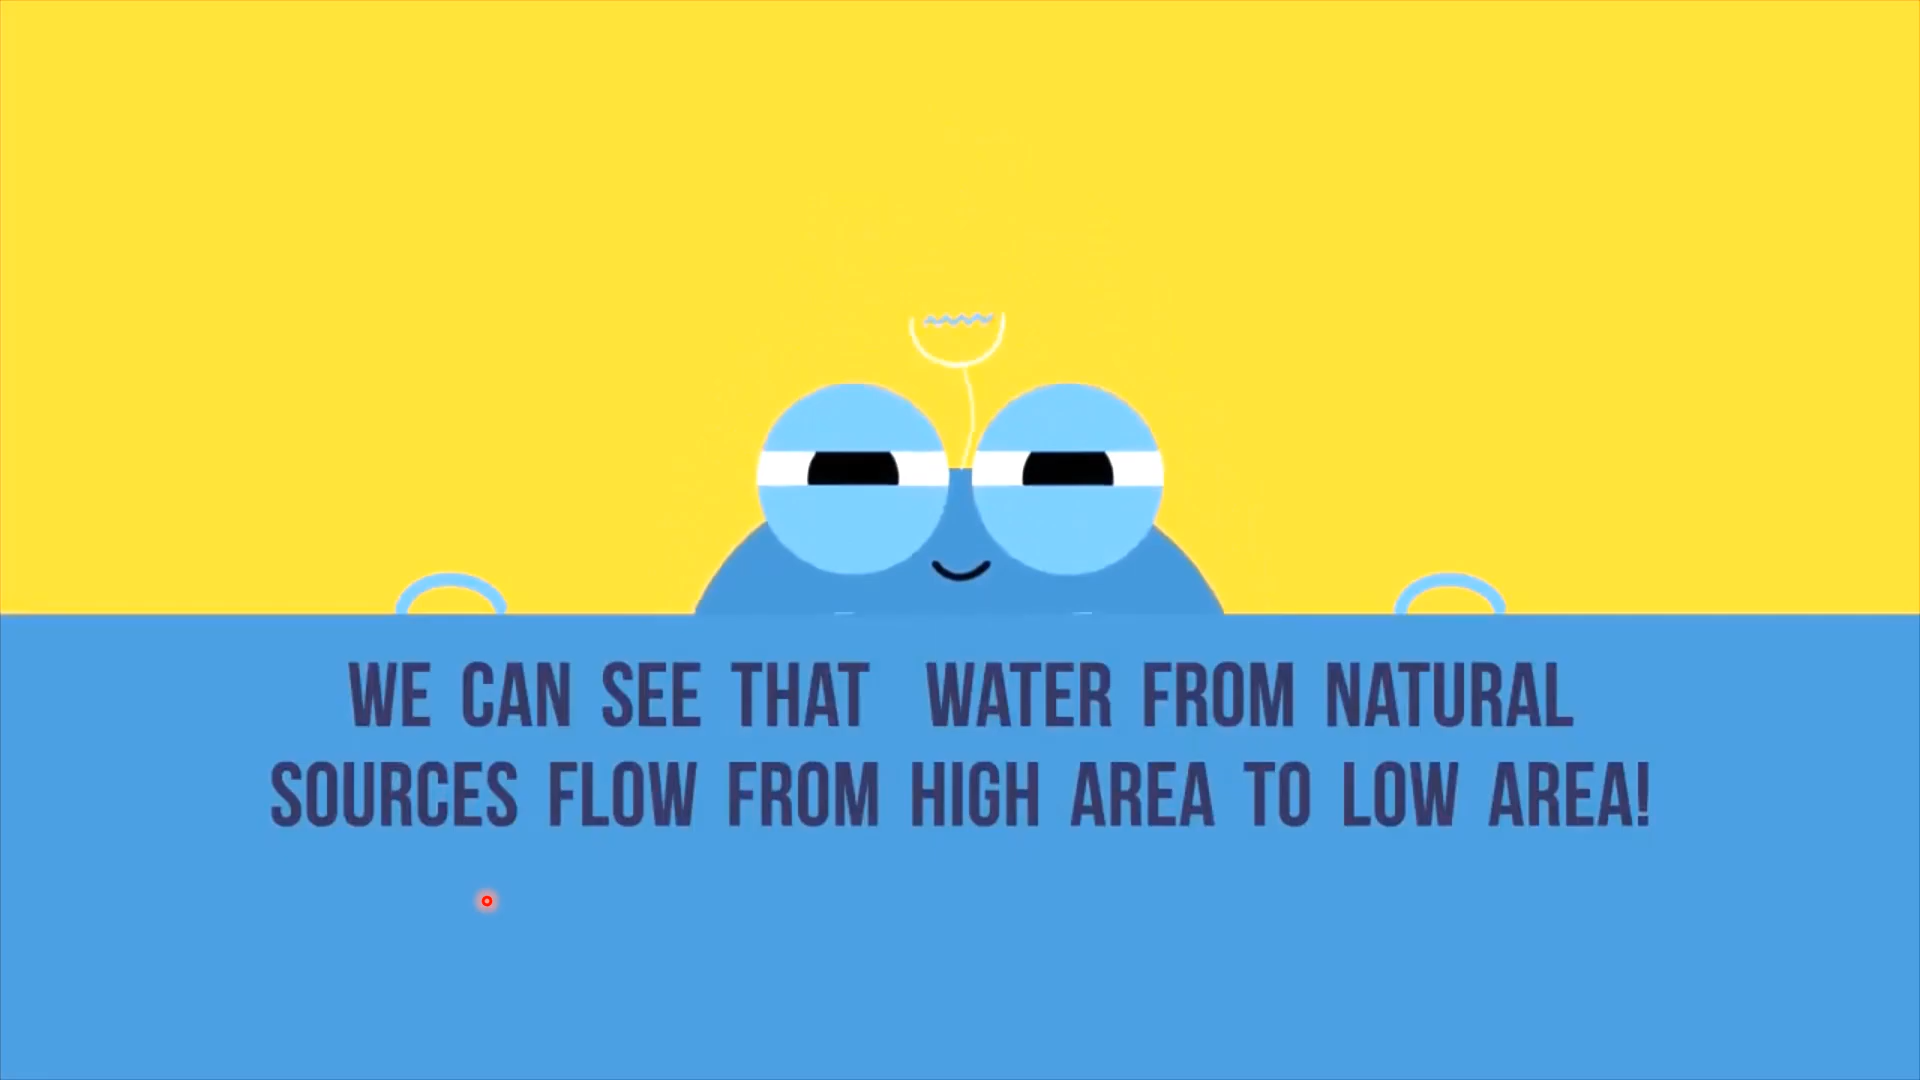 WE CAN SEE THAT  WATER FROM NATURAL
SOURCES FLOW FROM HIGH AREA TO LOW AREA!